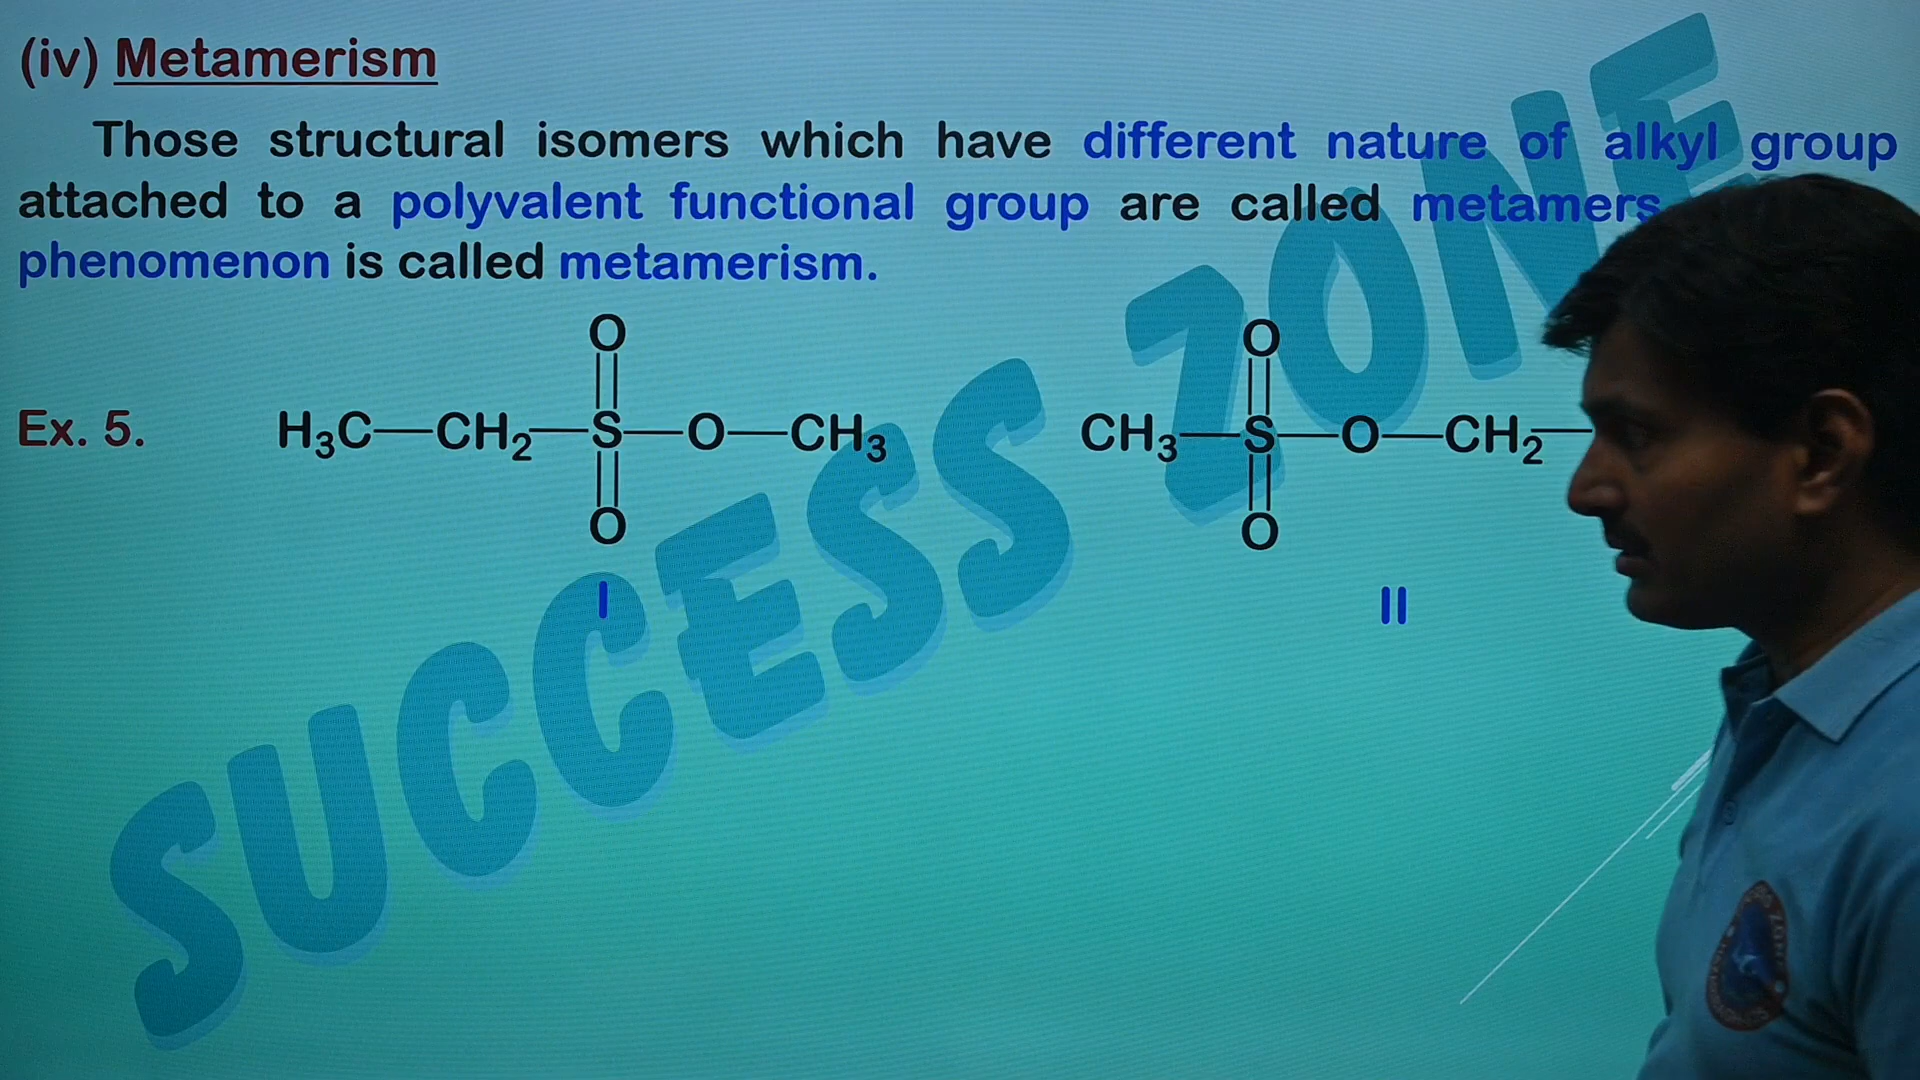 (iv) Metamerism
Those structural isomers which have different nature of alkyl group
attached to a polyvalent functional group are called metamers
phenomenon is called metamerism.
O O
Ex. 5. H₃C—CH₂—S—O—CH₃ CH₃—S—O—CH₂—
O O
I II
SUCCESS ZONE